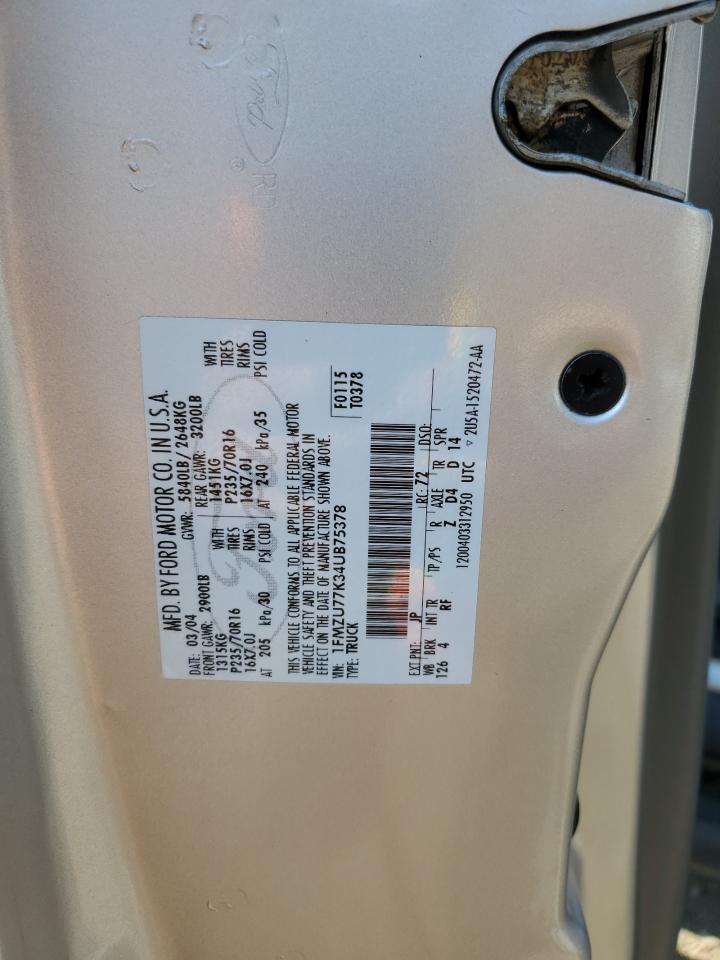 MFD. BY FORD MOTOR CO. IN U.S.A.
DATE: 03/04 GVWR: 5840LB / 2648KG
FRONT GAWR: 2900LB REAR GAWR: 3200LB
1315KG WITH 1451KG WITH
P235/70R16 TIRES P235/70R16 TIRES
16X7.0J RIMS 16X7.0J RIMS
AT 205 kPa/30 PSI COLD AT 240 kPa/35 PSI COLD
THIS VEHICLE CONFORMS TO ALL APPLICABLE FEDERAL MOTOR
VEHICLE SAFETY AND THEFT PREVENTION STANDARDS IN
EFFECT ON THE DATE OF MANUFACTURE SHOWN ABOVE.
VIN: 1FMZU77K34UB75378 F0115
TYPE: TRUCK T0378
EXT PNT: JP RC: 72 DSO:
WB BRK INT TR TP/PS R AXLE TR SPR
126 4 RF Z D4 D 14
1200403312950 UTC ▽ 2U5A-1520472-AA
Ford
Ford
®